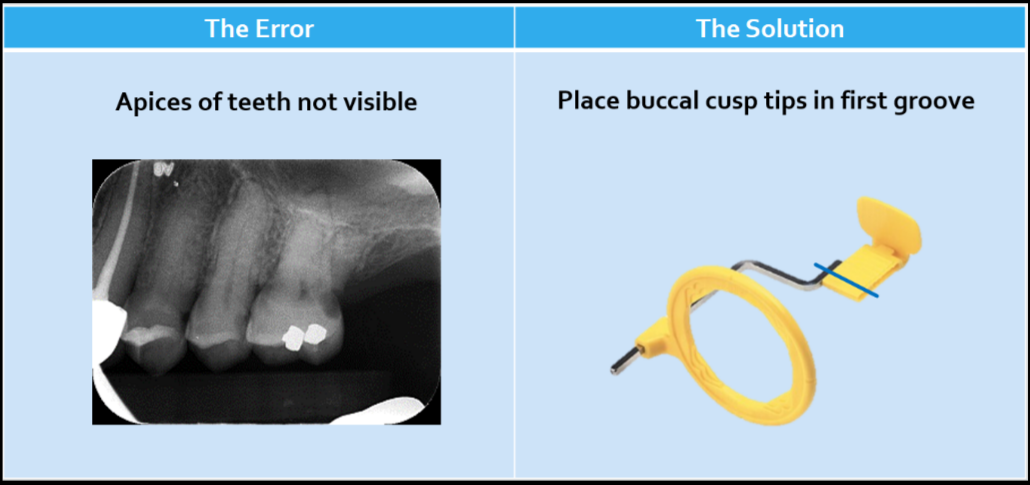 The Error
The Solution
Apices of teeth not visible
Place buccal cusp tips in first groove